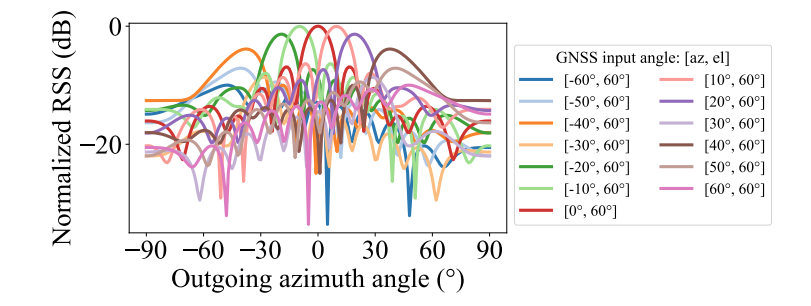 Normalized RSS (dB)
0
−20
−90 −60 −30 0 30 60 90
Outgoing azimuth angle (°)
GNSS input angle: [az, el]
[-60°, 60°] [10°, 60°]
[-50°, 60°] [20°, 60°]
[-40°, 60°] [30°, 60°]
[-30°, 60°] [40°, 60°]
[-20°, 60°] [50°, 60°]
[-10°, 60°] [60°, 60°]
[0°, 60°]